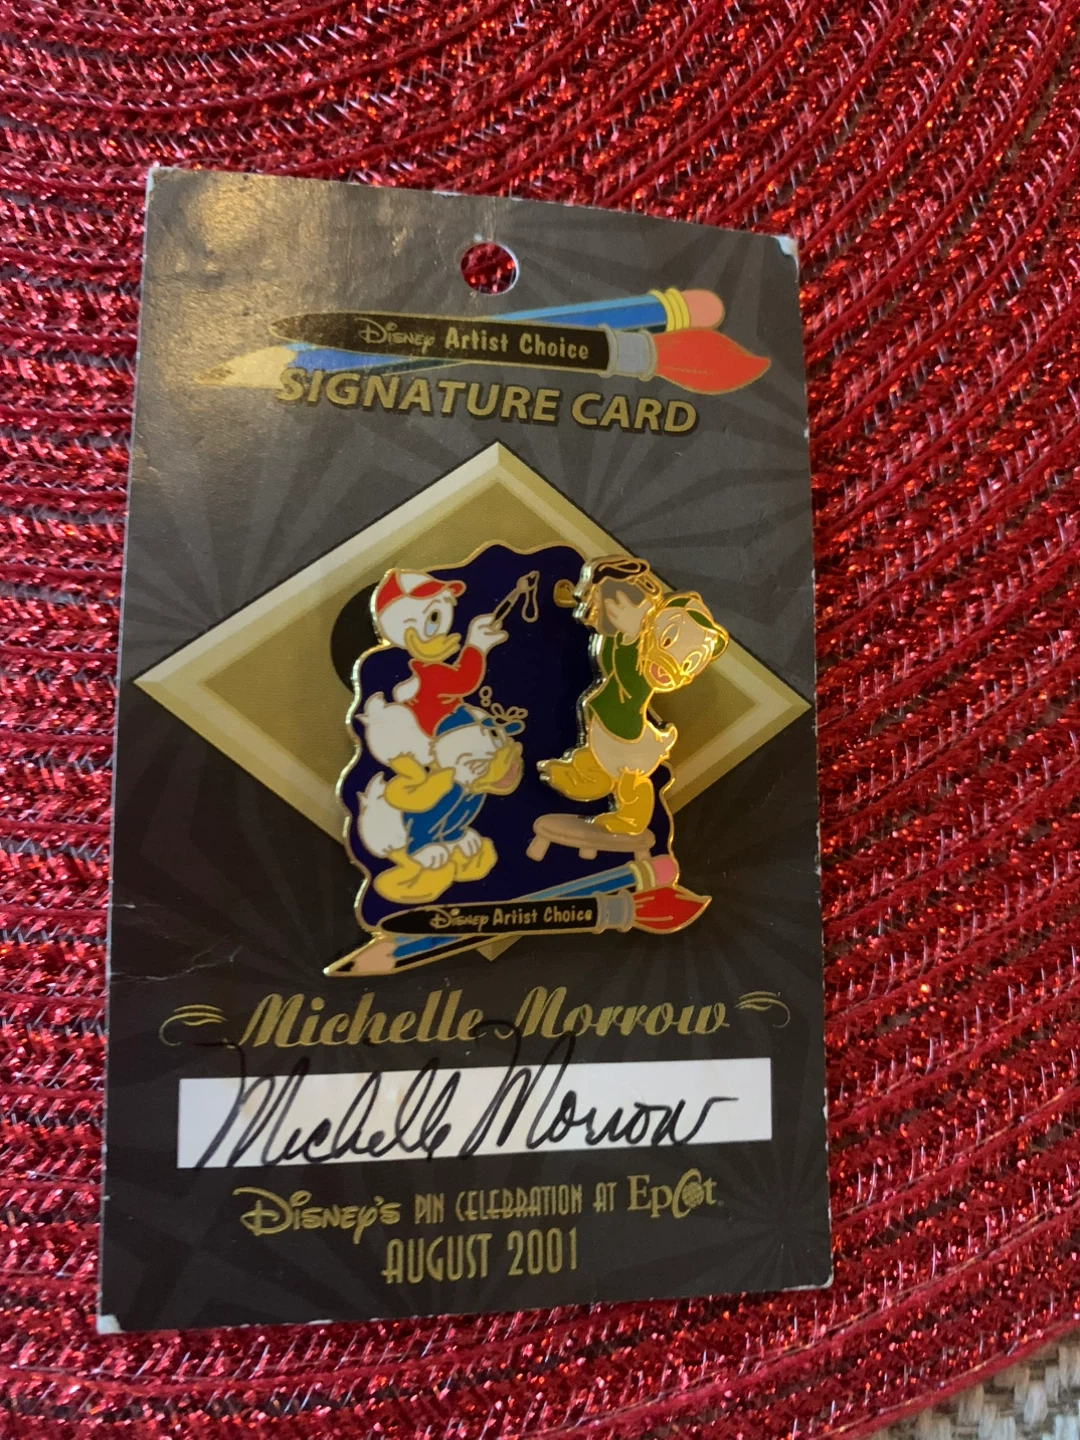 Disney Artist Choice
SIGNATURE CARD
Disney Artist Choice
Michelle Morrow
Michelle Morrow
Disney's PIN CELEBRATION AT Epcot
AUGUST 2001